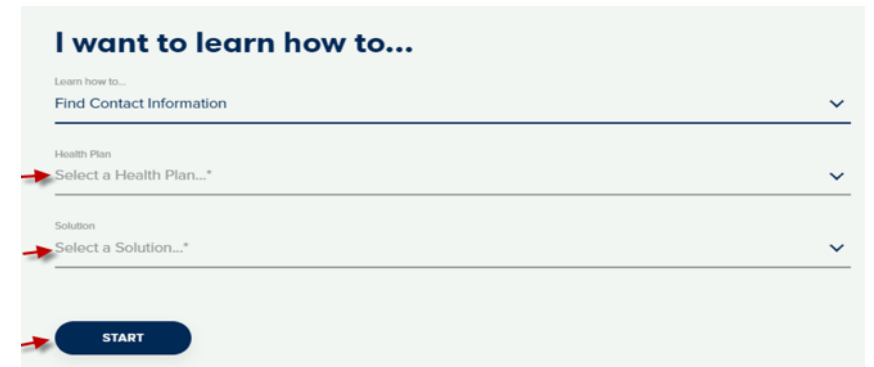 I want to learn how to...
Learn how to...
Find Contact Information
Health Plan
Select a Health Plan...*
Solution
Select a Solution...*
START